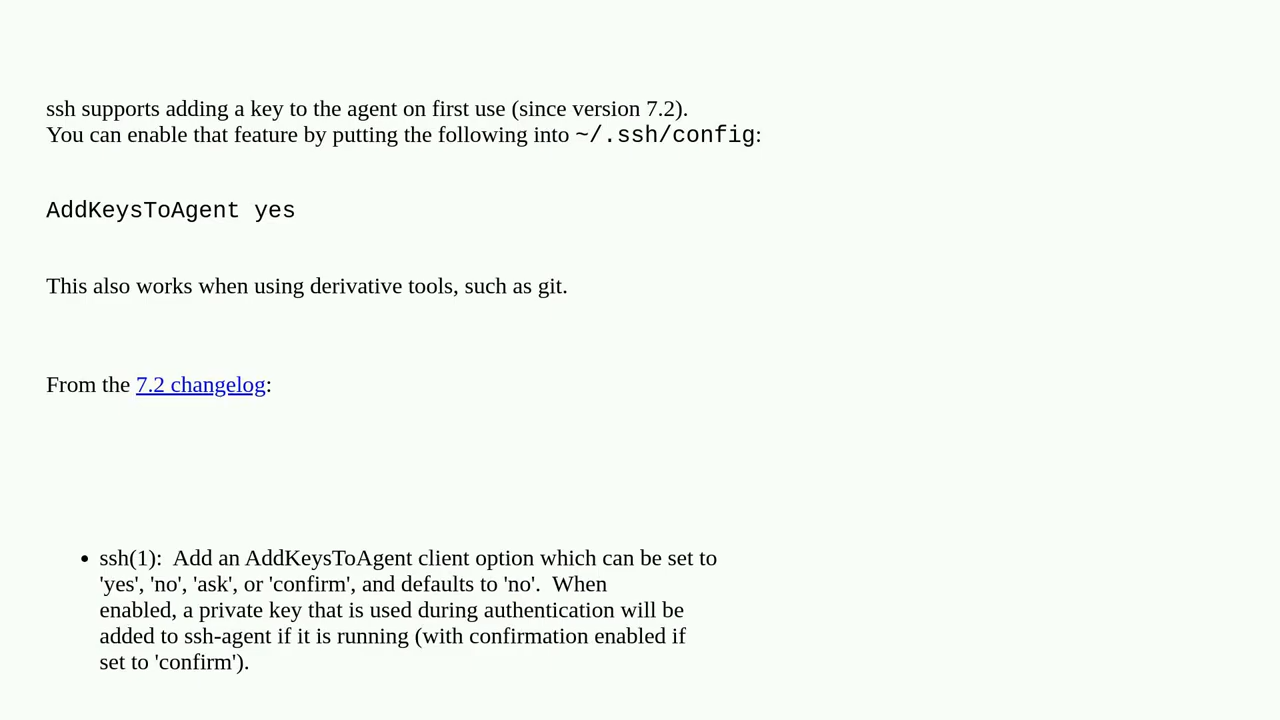 ssh supports adding a key to the agent on first use (since version 7.2).
You can enable that feature by putting the following into ~/.ssh/config:
AddKeysToAgent yes
This also works when using derivative tools, such as git.
From the 7.2 changelog:
• ssh(1):  Add an AddKeysToAgent client option which can be set to
'yes', 'no', 'ask', or 'confirm', and defaults to 'no'.  When
enabled, a private key that is used during authentication will be
added to ssh-agent if it is running (with confirmation enabled if
set to 'confirm').